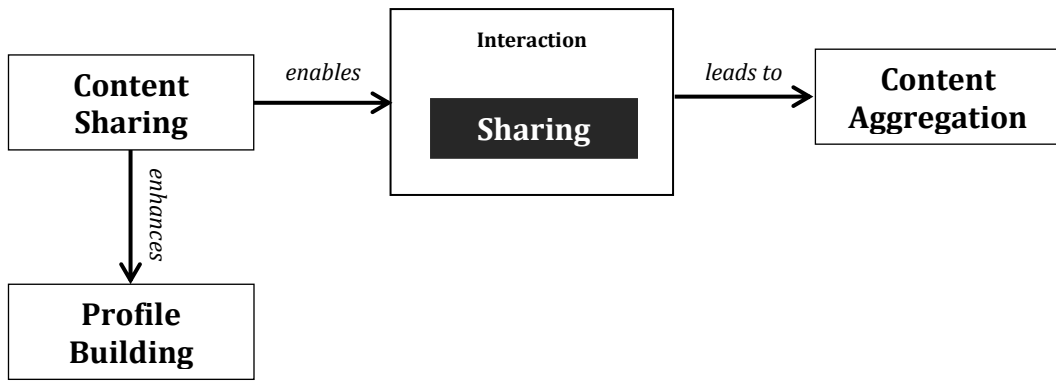 Content
Sharing
enables
Interaction
Sharing
leads to
Content
Aggregation
enhances
Profile
Building